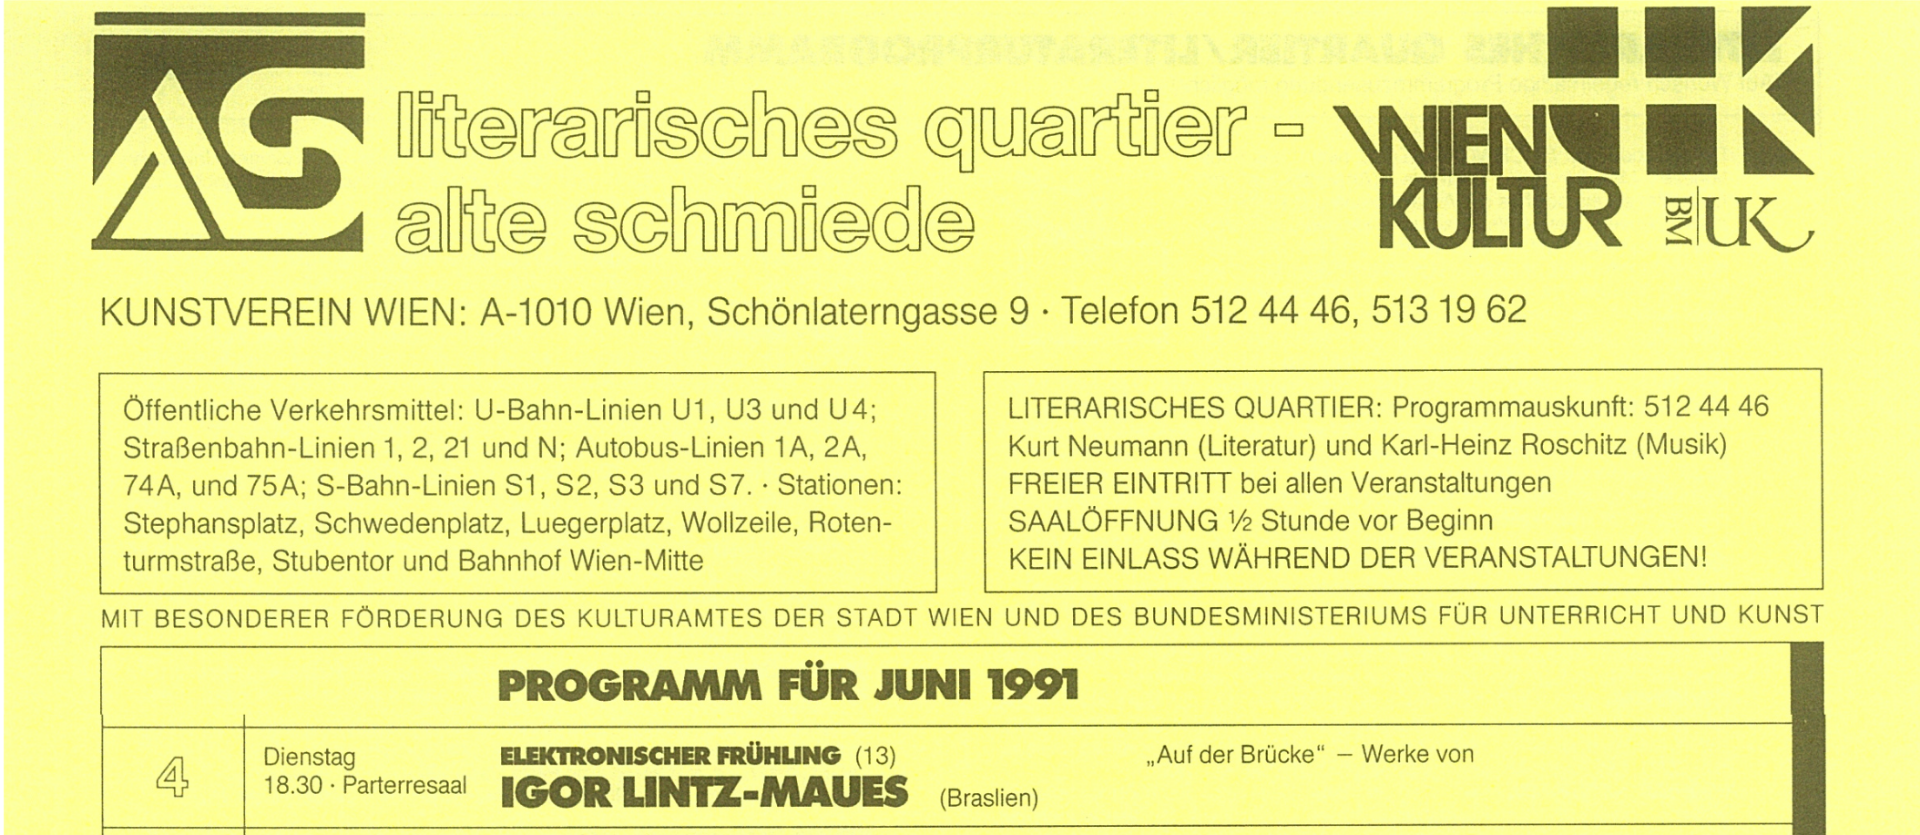 AS
literarisches quartier -
alte schmiede
WIEN
KULTUR
BM UK
KUNSTVEREIN WIEN: A-1010 Wien, Schönlaterngasse 9 · Telefon 512 44 46, 513 19 62
Öffentliche Verkehrsmittel: U-Bahn-Linien U1, U3 und U4;
Straßenbahn-Linien 1, 2, 21 und N; Autobus-Linien 1A, 2A,
74A, und 75A; S-Bahn-Linien S1, S2, S3 und S7. · Stationen:
Stephansplatz, Schwedenplatz, Luegerplatz, Wollzeile, Roten-
turmstraße, Stubentor und Bahnhof Wien-Mitte
LITERARISCHES QUARTIER: Programmauskunft: 512 44 46
Kurt Neumann (Literatur) und Karl-Heinz Roschitz (Musik)
FREIER EINTRITT bei allen Veranstaltungen
SAALÖFFNUNG ½ Stunde vor Beginn
KEIN EINLASS WÄHREND DER VERANSTALTUNGEN!
MIT BESONDERER FÖRDERUNG DES KULTURAMTES DER STADT WIEN UND DES BUNDESMINISTERIUMS FÜR UNTERRICHT UND KUNST
PROGRAMM FÜR JUNI 1991
4
Dienstag
18.30 · Parterresaal
ELEKTRONISCHER FRÜHLING (13)
IGOR LINTZ-MAUES (Braslien)
„Auf der Brücke“ – Werke von